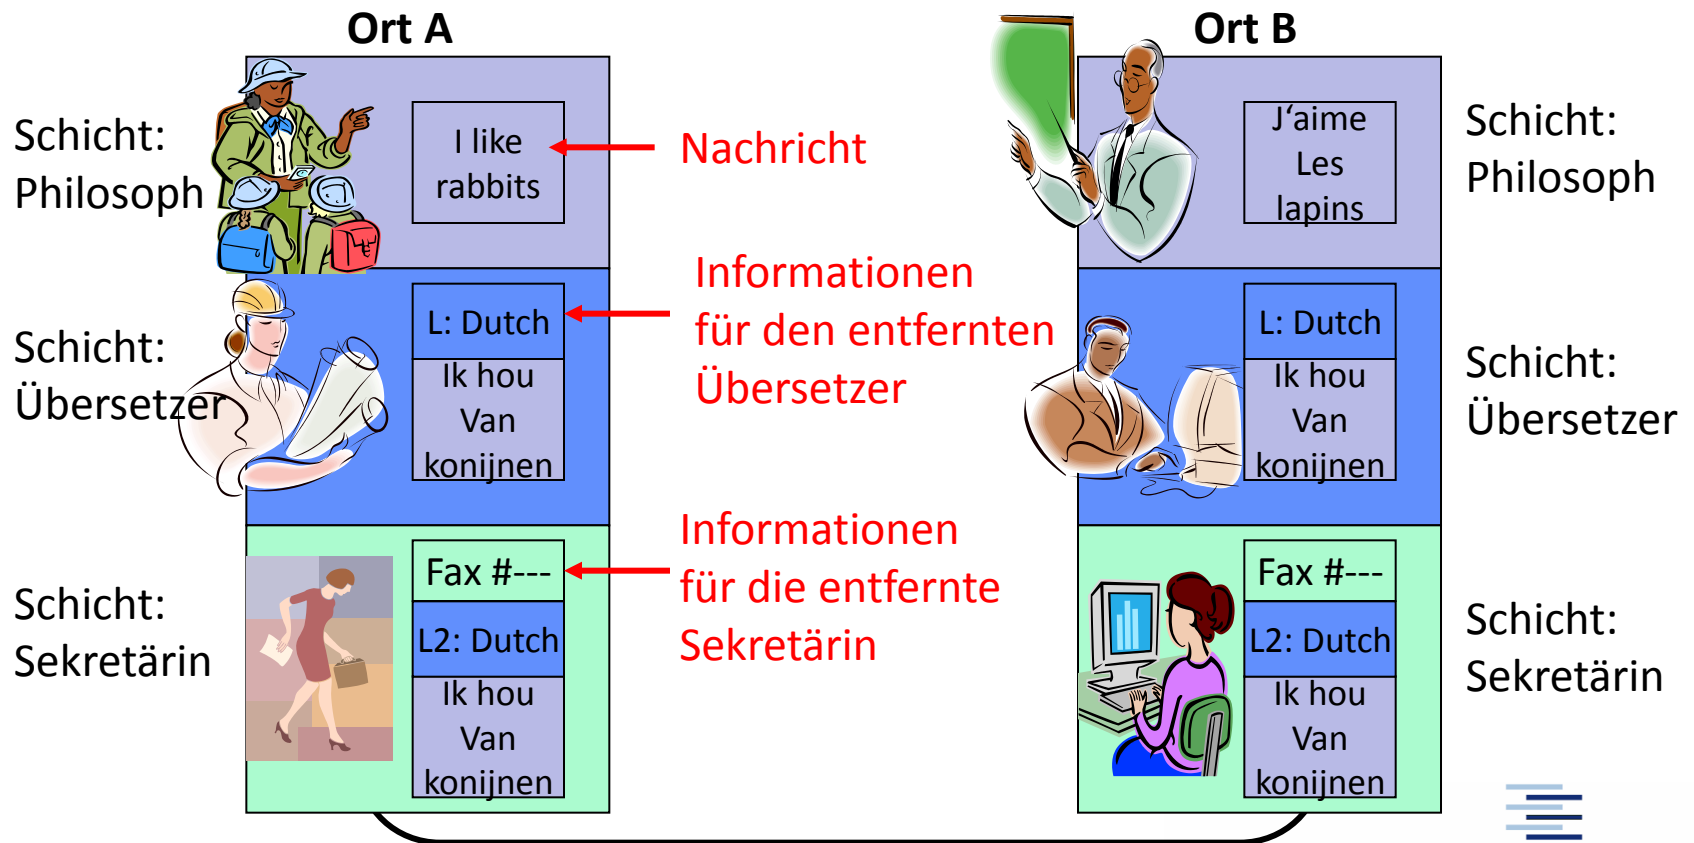 Ort A
Ort B
Schicht:
Philosoph
I like
rabbits
Nachricht
J‘aime
Les
lapins
Schicht:
Philosoph
Schicht:
Übersetzer
L: Dutch
Ik hou
Van
konijnen
Informationen
für den entfernten
Übersetzer
L: Dutch
Ik hou
Van
konijnen
Schicht:
Übersetzer
Schicht:
Sekretärin
Fax #---
L2: Dutch
Ik hou
Van
konijnen
Informationen
für die entfernte
Sekretärin
Fax #---
L2: Dutch
Ik hou
Van
konijnen
Schicht:
Sekretärin